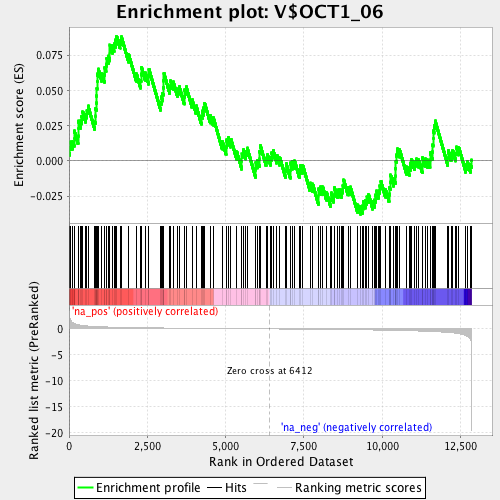 Enrichment plot: V$OCT1_06
Enrichment score (ES)
0.075
0.050
0.025
0.000
-0.025
'na_pos' (positively correlated)
Ranked list metric (PreRanked)
0
-5
-10
-15
-20
Zero cross at 6412
'na_neg' (negatively correlated)
0
2,500
5,000
7,500
10,000
12,500
Rank in Ordered Dataset
Enrichment profile
Hits
Ranking metric scores